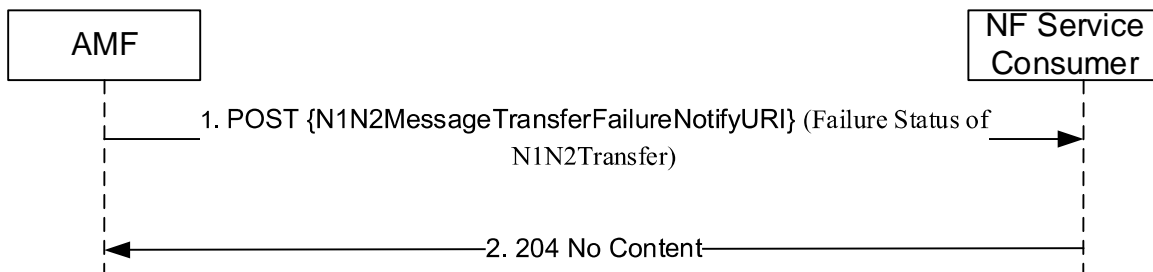 AMF
NF Service
Consumer
1. POST {N1N2MessageTransferFailureNotifyURI} (Failure Status of
N1N2Transfer)
2. 204 No Content